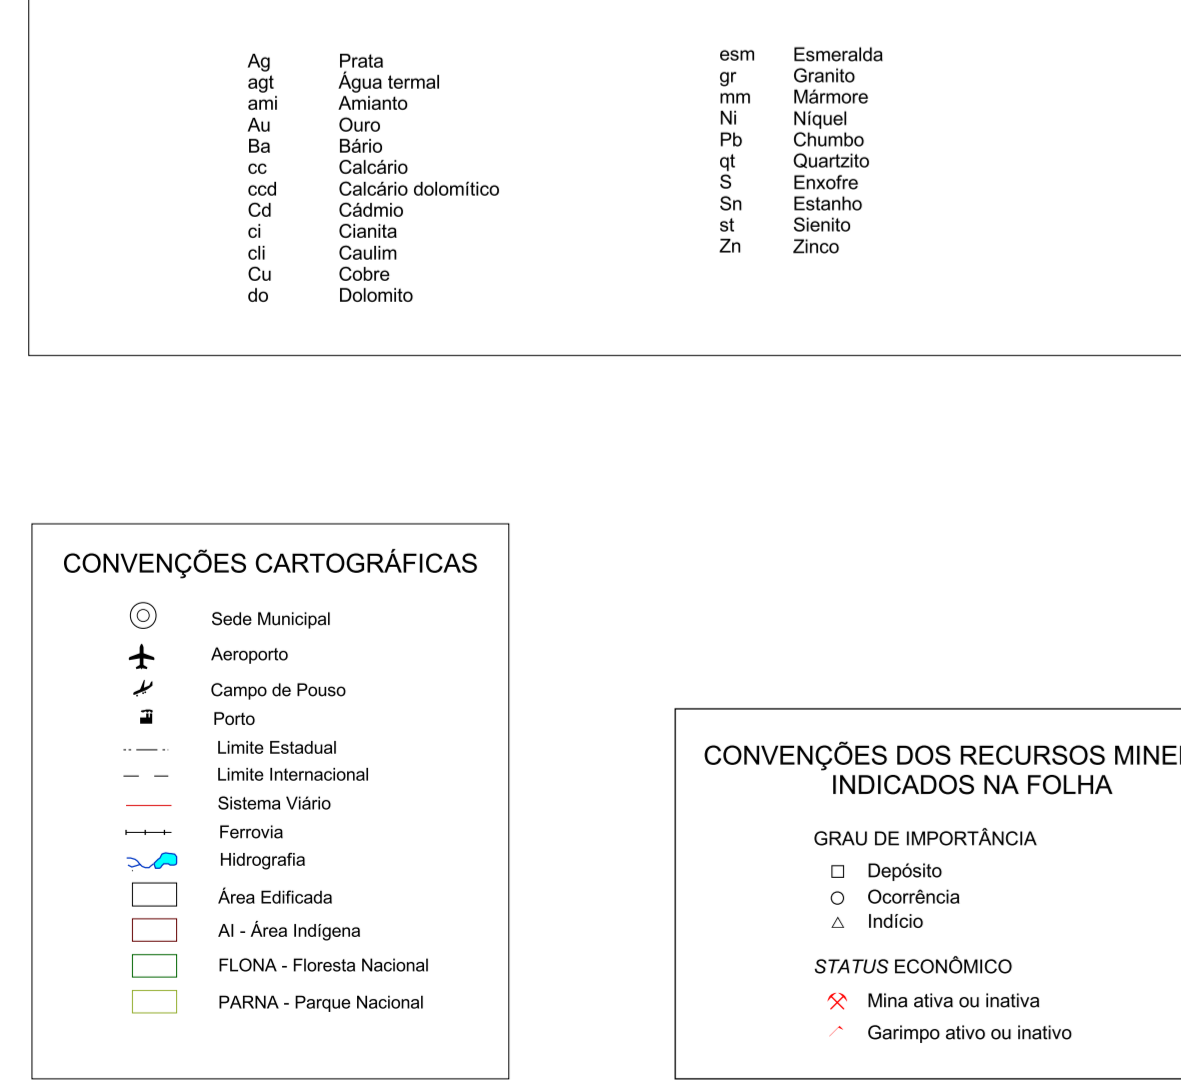 Ag Prata
agt Água termal
ami Amianto
Au Ouro
Ba Bário
cc Calcário
ccd Calcário dolomítico
Cd Cádmio
ci Cianita
cli Caulim
Cu Cobre
do Dolomito
esm Esmeralda
gr Granito
mm Mármore
Ni Níquel
Pb Chumbo
qt Quartzito
S Enxofre
Sn Estanho
st Sienito
Zn Zinco
CONVENÇÕES CARTOGRÁFICAS
Sede Municipal
Aeroporto
Campo de Pouso
Porto
Limite Estadual
Limite Internacional
Sistema Viário
Ferrovia
Hidrografia
Área Edificada
AI - Área Indígena
FLONA - Floresta Nacional
PARNA - Parque Nacional
CONVENÇÕES DOS RECURSOS
INDICADOS NA FOLHA
GRAU DE IMPORTÂNCIA
Depósito
Ocorrência
Indício
STATUS ECONÔMICO
Mina ativa ou inativa
Garimpo ativo ou inativo